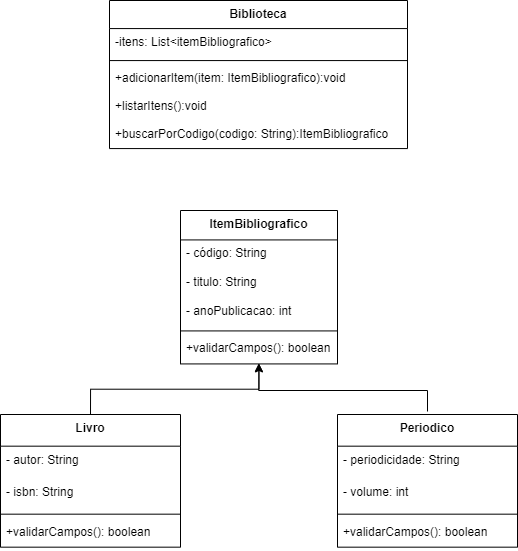 Biblioteca
-itens: List<itemBibliografico>
+adicionarItem(item: ItemBibliografico):void
+listarItens():void
+buscarPorCodigo(codigo: String):ItemBibliografico
ItemBibliografico
- código: String
- titulo: String
- anoPublicacao: int
+validarCampos(): boolean
Livro
- autor: String
- isbn: String
+validarCampos(): boolean
Periodico
- periodicidade: String
- volume: int
+validarCampos(): boolean